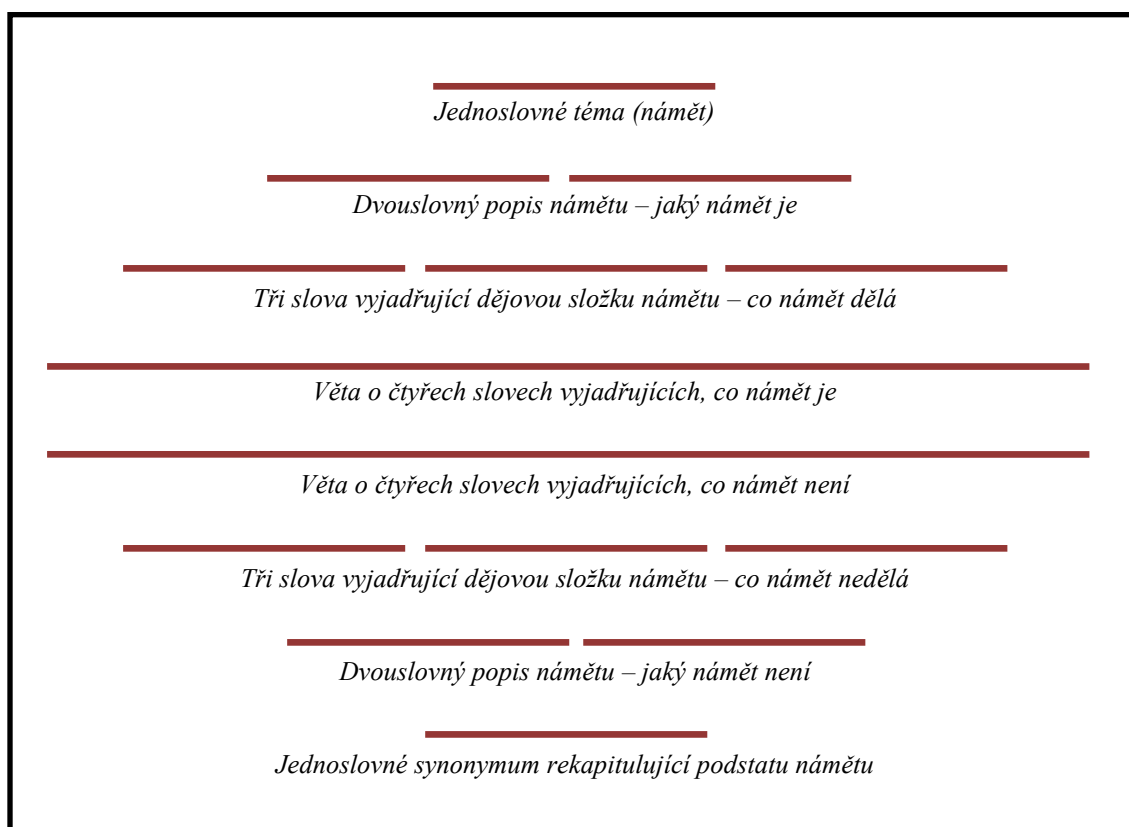 Jednoslovné téma (námět)
Dvouslovný popis námětu – jaký námět je
Tři slova vyjadřující dějovou složku námětu – co námět dělá
Věta o čtyřech slovech vyjadřujících, co námět je
Věta o čtyřech slovech vyjadřujících, co námět není
Tři slova vyjadřující dějovou složku námětu – co námět nedělá
Dvouslovný popis námětu – jaký námět není
Jednoslovné synonymum rekapitulující podstatu námětu